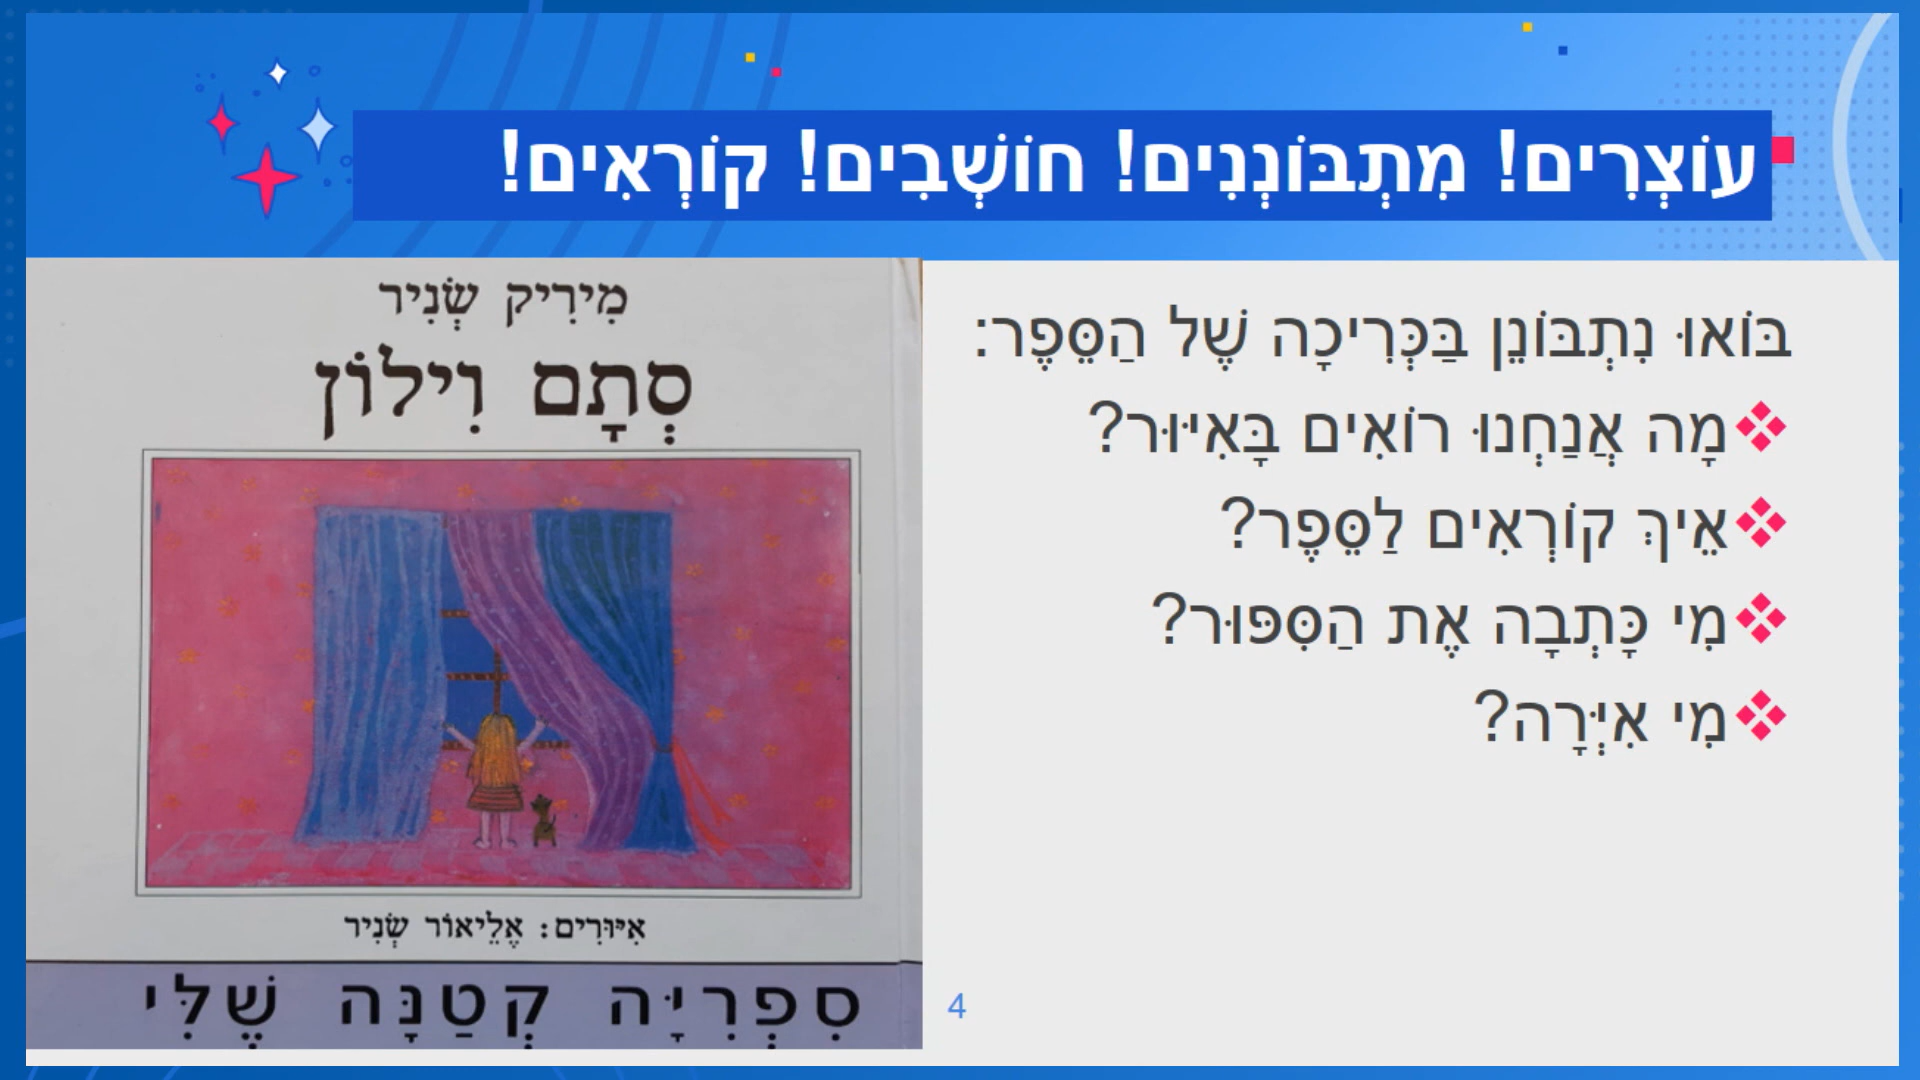 עוֹצְרִים! מִתְבּוֹנְנִים! חוֹשְׁבִים! קוֹרְאִים!
בּוֹאוּ נִתְבּוֹנֵן בַּכְּרִיכָה שֶׁל הַסֵּפֶר:
מָה אֲנַחְנוּ רוֹאִים בָּאִיּוּר?
אֵיךְ קוֹרְאִים לַסֵּפֶר?
מִי כָּתְבָה אֶת הַסִּפּוּר?
מִי אִיְּרָה?
מִירִיק שְׂנִיר
סְתָם וִילוֹן
אִיּוּרִים: אֱלִיאוֹר שְׂנִיר
סִפְרִיָּה קְטַנָּה שֶׁלִּי
4